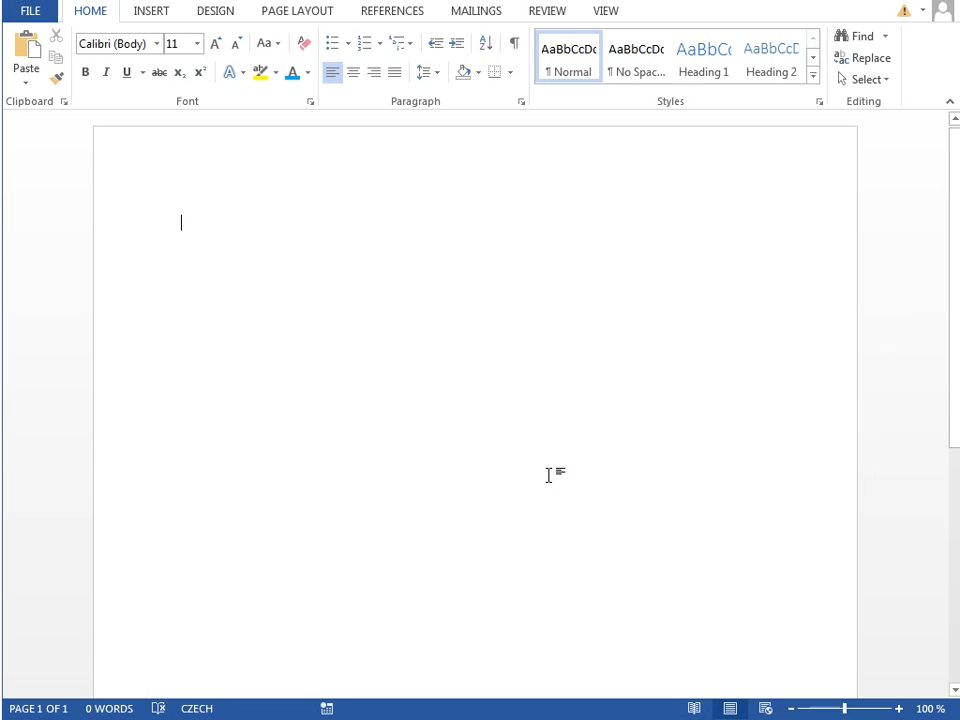 FILE HOME INSERT DESIGN PAGE LAYOUT REFERENCES MAILINGS REVIEW VIEW
Paste
Calibri (Body) 11 Aa
B I U abc x₂ x² A ab A
AaBbCcDc AaBbCcDc AaBbCc AaBbCcD
¶ Normal ¶ No Spac... Heading 1 Heading 2
Find
Replace
Select
Clipboard Font Paragraph Styles Editing
PAGE 1 OF 1 0 WORDS CZECH 100 %